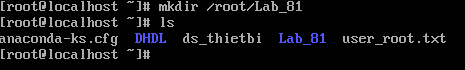 [root@localhost ~]# mkdir /root/Lab_81
[root@localhost ~]# ls
anaconda-ks.cfg DHDL ds_thietbi Lab_81 user_root.txt
[root@localhost ~]#